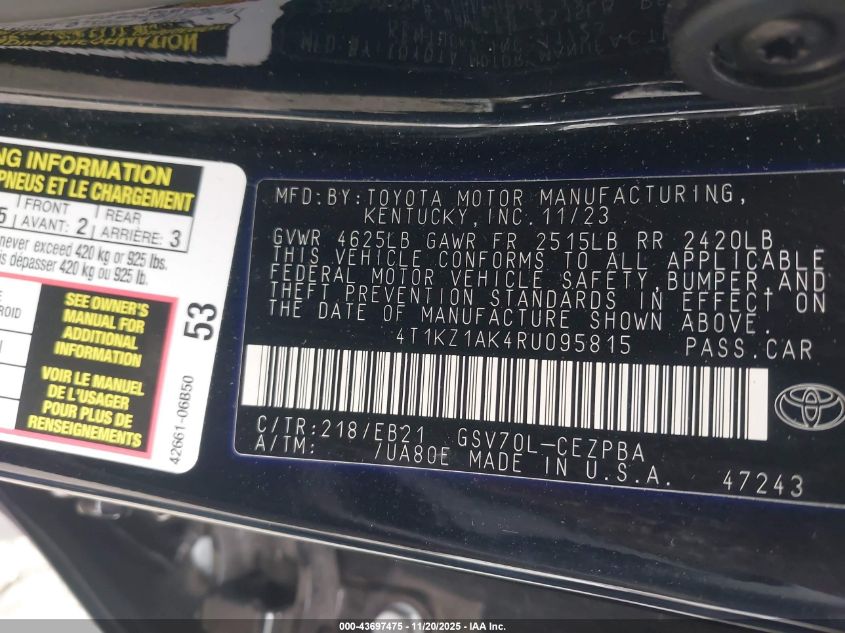 NG INFORMATION
PNEUS ET LE CHARGEMENT
5
FRONT
AVANT: 2
REAR
ARRIÈRE: 3
never exceed 420 kg or 925 lbs.
dépasser 420 kg ou 925 lb.
SEE OWNER'S
MANUAL FOR
ADDITIONAL
INFORMATION
VOIR LE MANUEL
DE L'USAGER
POUR PLUS DE
RENSEIGNEMENTS
53
42661-06B50
MFD:BY:TOYOTA MOTOR MANUFACTURING,
KENTUCKY, INC. 11/23
GVWR 4625LB GAWR FR 2515LB RR 2420LB
THIS VEHICLE CONFORMS TO ALL APPLICABLE
FEDERAL MOTOR VEHICLE SAFETY, BUMPER, AND
THEFT PREVENTION STANDARDS IN EFFECT ON
THE DATE OF MANUFACTURE SHOWN ABOVE.
4T1KZ1AK4RU095815 PASS.CAR
C/TR:218/EB21 GSV70L-CEZPBA
A/TM: 7UA80E MADE IN U.S.A.
47243
000-43697475 - 11/20/2025 - IAA Inc.